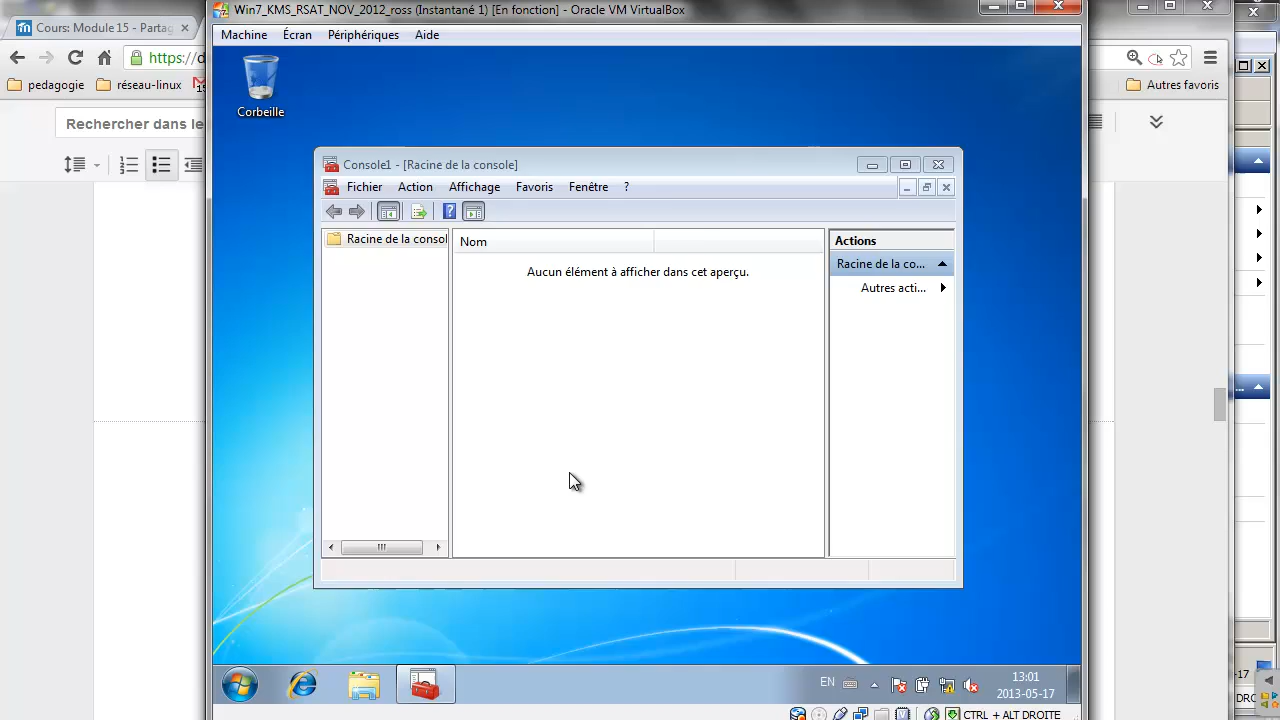 Win7_KMS_RSAT_NOV_2012_ross (Instantané 1) [En fonction] - Oracle VM VirtualBox
Cours: Module 15 - Partag
Machine Écran Périphériques Aide
https://d
pedagogie réseau-linux Autres favoris
Rechercher dans le
Corbeille
Console1 - [Racine de la console]
Fichier Action Affichage Favoris Fenêtre ?
Racine de la consol
Nom
Aucun élément à afficher dans cet aperçu.
Actions
Racine de la co...
Autres acti...
EN
13:01
2013-05-17
CTRL + ALT DROITE